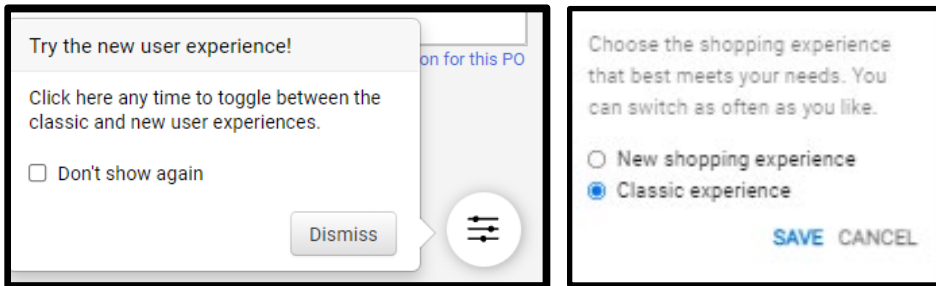 Try the new user experience!
on for this PO
Click here any time to toggle between the
classic and new user experiences.
Don't show again
Dismiss
Choose the shopping experience
that best meets your needs. You
can switch as often as you like.
New shopping experience
Classic experience
SAVE CANCEL